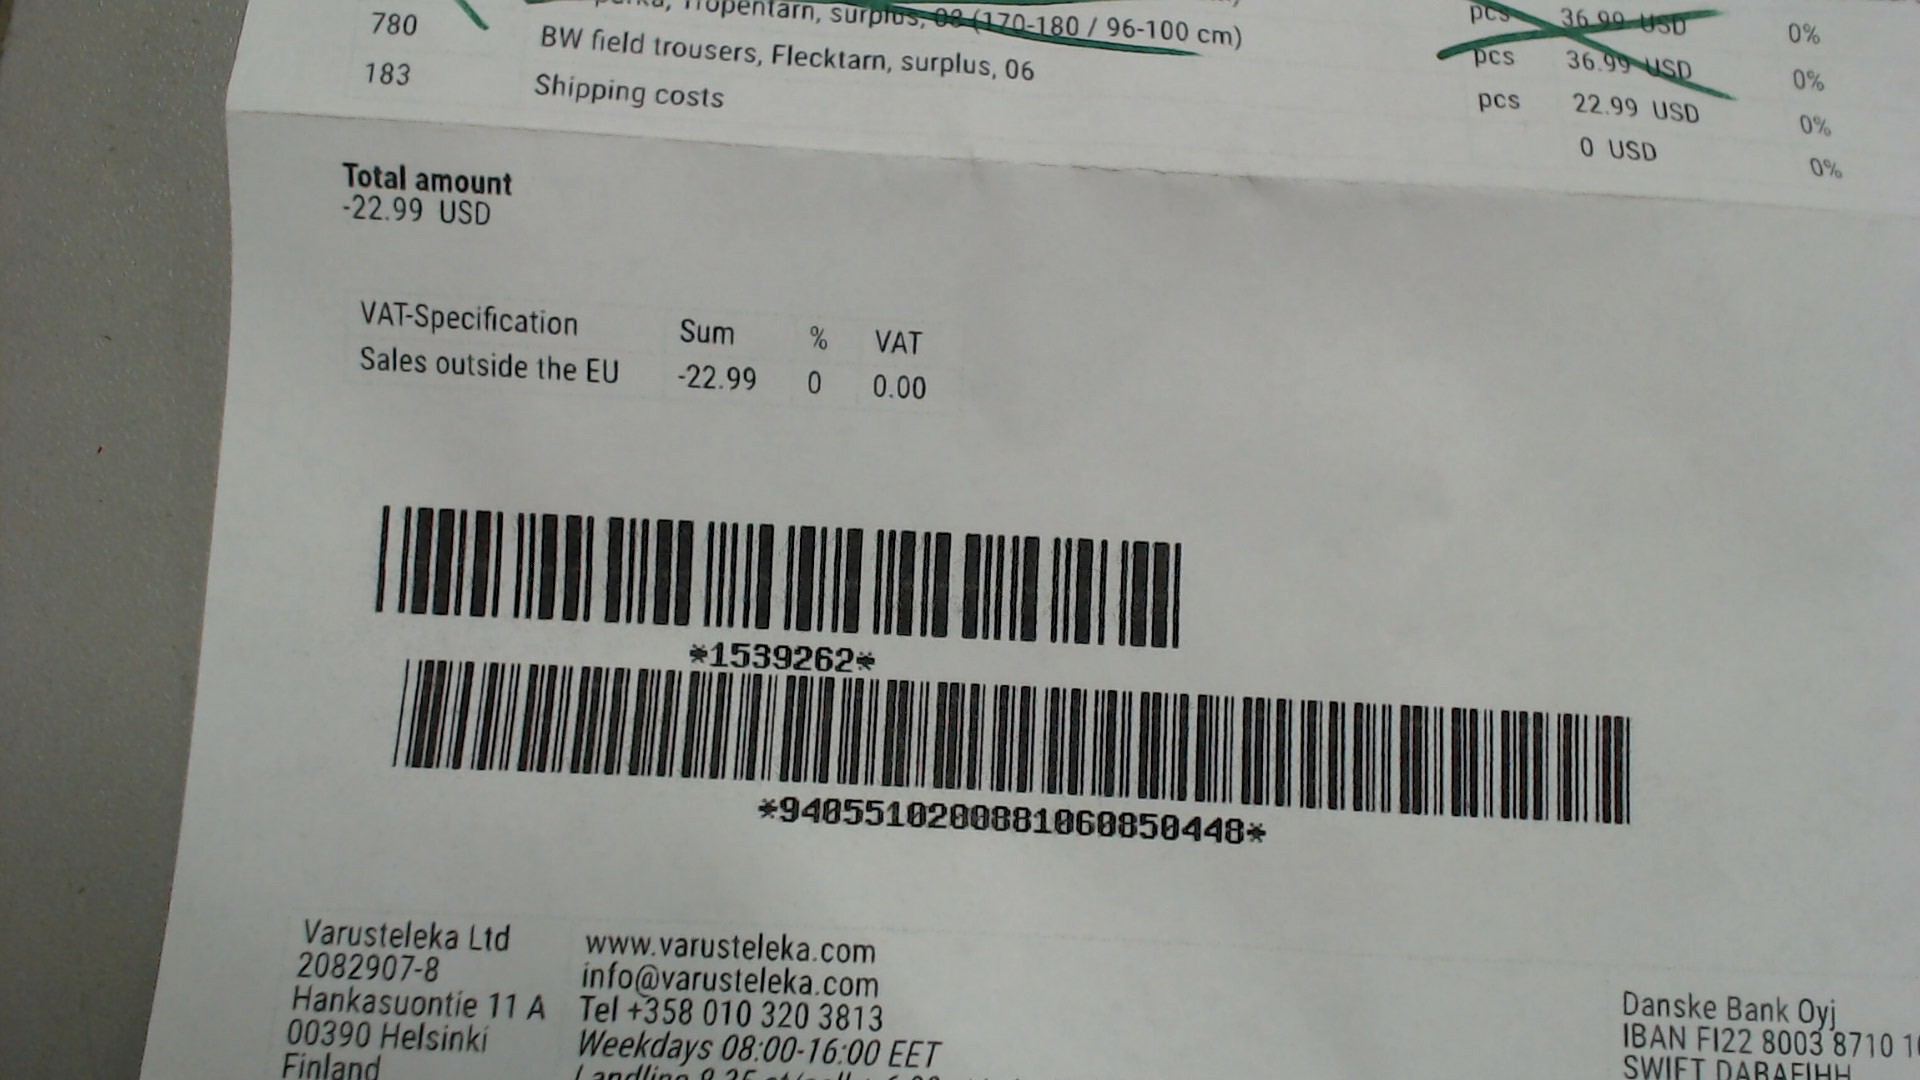 Tropentarn, surplus, 08 (170-180 / 96-100 cm) pcs 36.99 USD 0%
780 BW field trousers, Flecktarn, surplus, 06 pcs 36.99 USD 0%
183 Shipping costs pcs 22.99 USD 0%
0 USD 0%
Total amount
-22.99 USD
VAT-Specification Sum % VAT
Sales outside the EU -22.99 0 0.00
*1539262*
*9405510200881060850448*
Varusteleka Ltd
2082907-8
Hankasuontie 11 A
00390 Helsinki
Finland
www.varusteleka.com
info@varusteleka.com
Tel +358 010 320 3813
Weekdays 08:00-16:00 EET
Danske Bank Oyj
IBAN FI22 8003 8710
SWIFT DABAFIHH